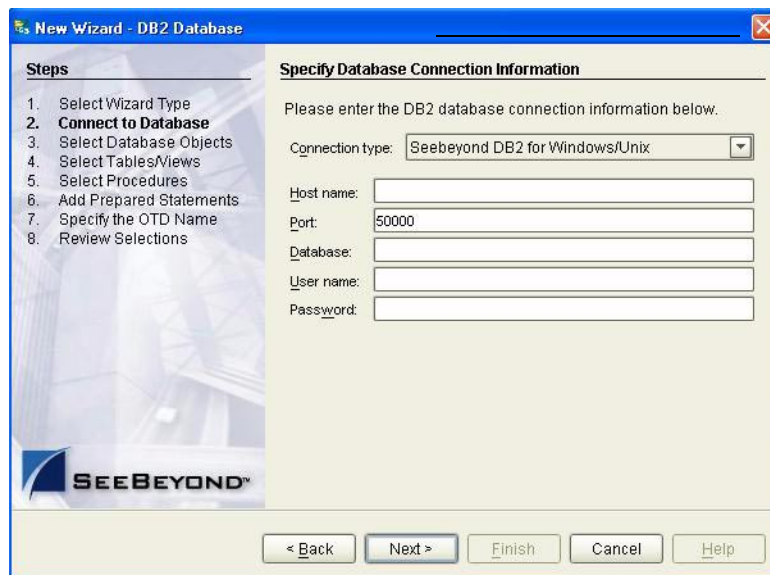 New Wizard - DB2 Database
Steps
1. Select Wizard Type
2. Connect to Database
3. Select Database Objects
4. Select Tables/Views
5. Select Procedures
6. Add Prepared Statements
7. Specify the OTD Name
8. Review Selections
SEEBEYOND™
Specify Database Connection Information
Please enter the DB2 database connection information below.
Connection type: Seebeyond DB2 for Windows/Unix
Host name:
Port: 50000
Database:
User name:
Password:
< Back Next > Finish Cancel Help